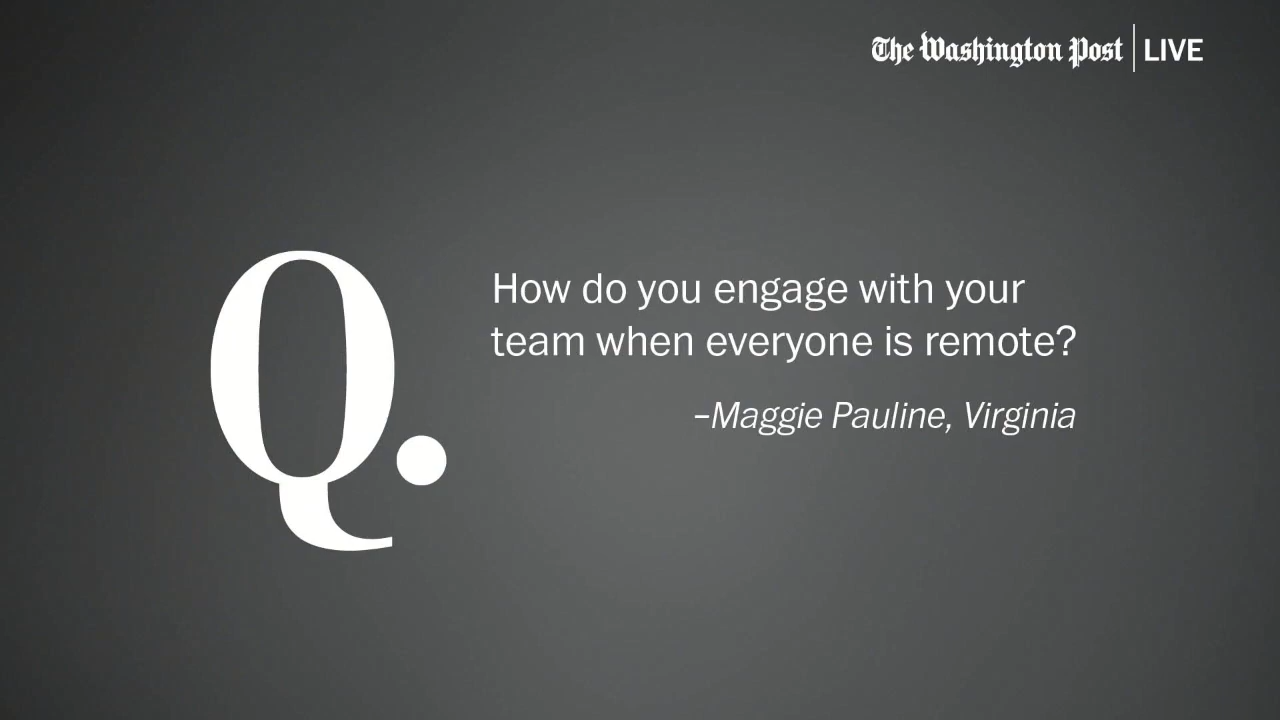 The Washington Post | LIVE
Q.
How do you engage with your
team when everyone is remote?
–Maggie Pauline, Virginia